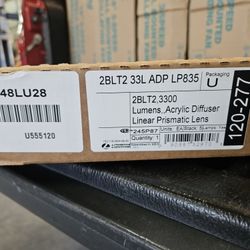 48LU28
U555120
2BLT2 33L ADP LP835
Packaging
U
2BLT2,3300
Lumens,,Acrylic Diffuser
Linear Prismatic Lens
120-277
245P87
Quantity: 1